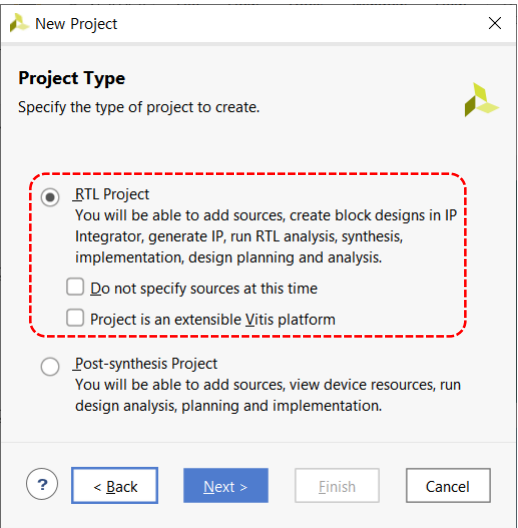 New Project
Project Type
Specify the type of project to create.
RTL Project
You will be able to add sources, create block designs in IP
Integrator, generate IP, run RTL analysis, synthesis,
implementation, design planning and analysis.
Do not specify sources at this time
Project is an extensible Vitis platform
Post-synthesis Project
You will be able to add sources, view device resources, run
design analysis, planning and implementation.
? < Back Next > Finish Cancel